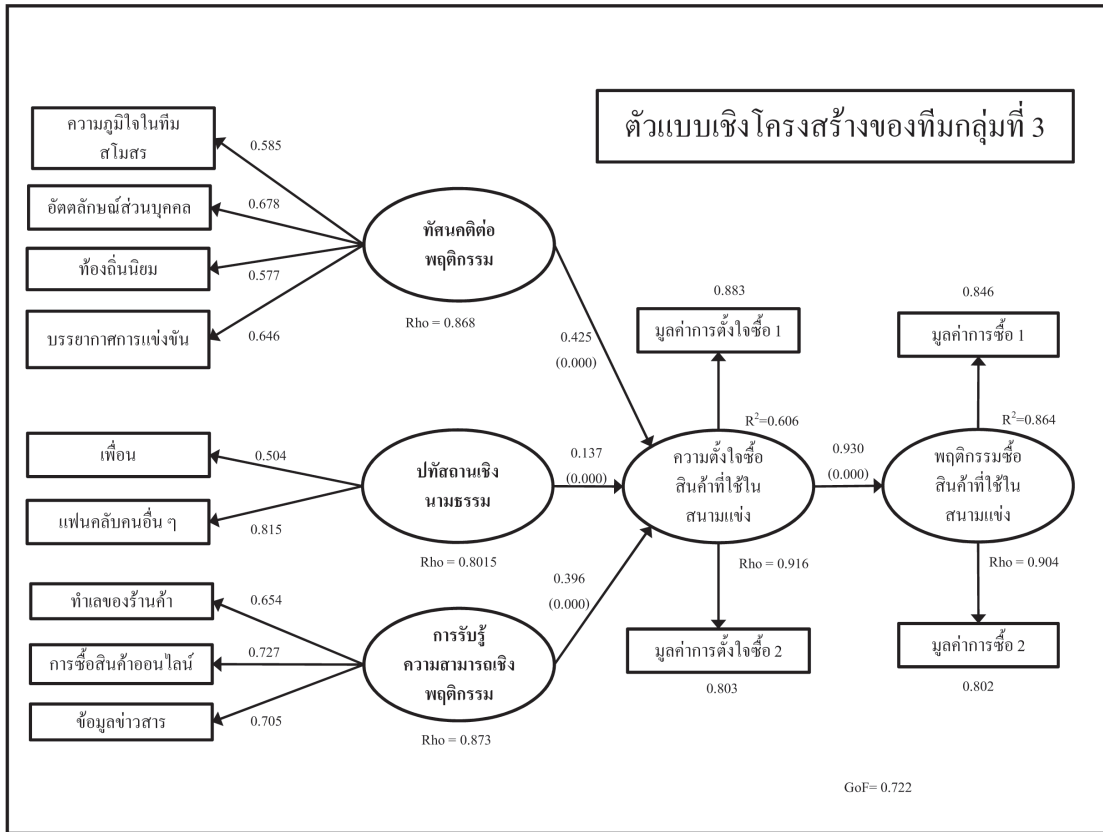 ตัวแบบเชิงโครงสร้างของทีมกลุ่มที่ 3
ความภูมิใจในทีม
สโมสร
0.585
อัตตลักษณ์ส่วนบุคคล
0.678
ท้องถิ่นนิยม
0.577
บรรยากาศการแข่งขัน
0.646
ทัศนคติต่อ
พฤติกรรม
Rho = 0.868
0.425
(0.000)
เพื่อน
0.504
แฟนคลับคนอื่น ๆ
0.815
ปทัสถานเชิง
นามธรรม
Rho = 0.8015
0.137
(0.000)
ทำเลของร้านค้า
0.654
การซื้อสินค้าออนไลน์
0.727
ข้อมูลข่าวสาร
0.705
การรับรู้
ความสามารถเชิง
พฤติกรรม
Rho = 0.873
0.396
(0.000)
0.883
มูลค่าการตั้งใจซื้อ 1
R²=0.606
ความตั้งใจซื้อ
สินค้าที่ใช้ใน
สนามแข่ง
Rho = 0.916
มูลค่าการตั้งใจซื้อ 2
0.803
0.930
(0.000)
0.846
มูลค่าการซื้อ 1
R²=0.864
พฤติกรรมซื้อ
สินค้าที่ใช้ใน
สนามแข่ง
Rho = 0.904
มูลค่าการซื้อ 2
0.802
GoF= 0.722